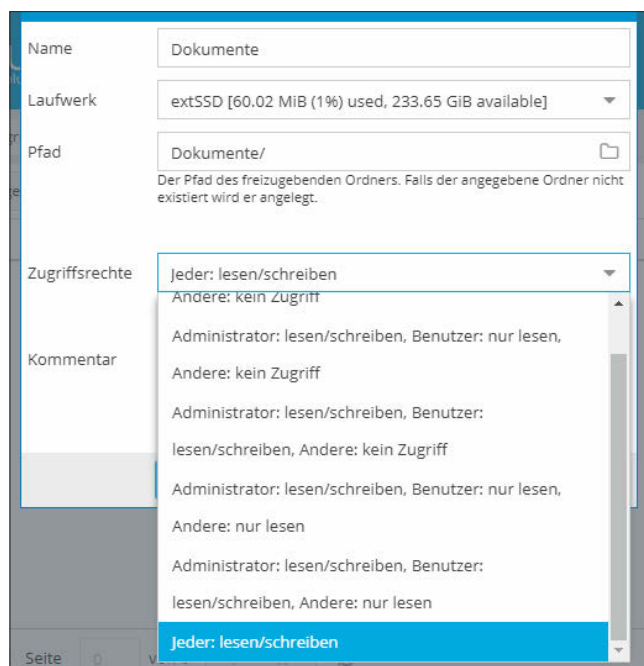 Name
Dokumente
Laufwerk
extSSD [60.02 MiB (1%) used, 233.65 GiB available]
Pfad
Dokumente/
Der Pfad des freizugebenden Ordners. Falls der angegebene Ordner nicht
existiert wird er angelegt.
Zugriffsrechte
Jeder: lesen/schreiben
Andere: kein Zugriff
Administrator: lesen/schreiben, Benutzer: nur lesen,
Andere: kein Zugriff
Kommentar
Administrator: lesen/schreiben, Benutzer:
lesen/schreiben, Andere: kein Zugriff
Administrator: lesen/schreiben, Benutzer: nur lesen,
Andere: nur lesen
Administrator: lesen/schreiben, Benutzer:
lesen/schreiben, Andere: nur lesen
Jeder: lesen/schreiben
Seite
0